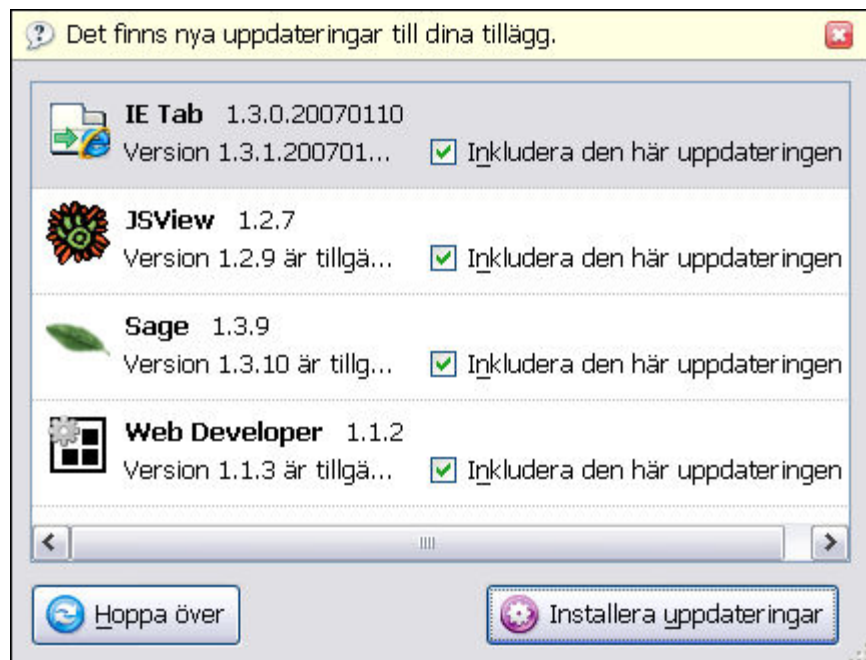 Det finns nya uppdateringar till dina tillägg.
IE Tab 1.3.0.20070110
Version 1.3.1.200701... Inkludera den här uppdateringen
JSView 1.2.7
Version 1.2.9 är tillgä... Inkludera den här uppdateringen
Sage 1.3.9
Version 1.3.10 är tillg... Inkludera den här uppdateringen
Web Developer 1.1.2
Version 1.1.3 är tillgä... Inkludera den här uppdateringen
Hoppa över Installera uppdateringar